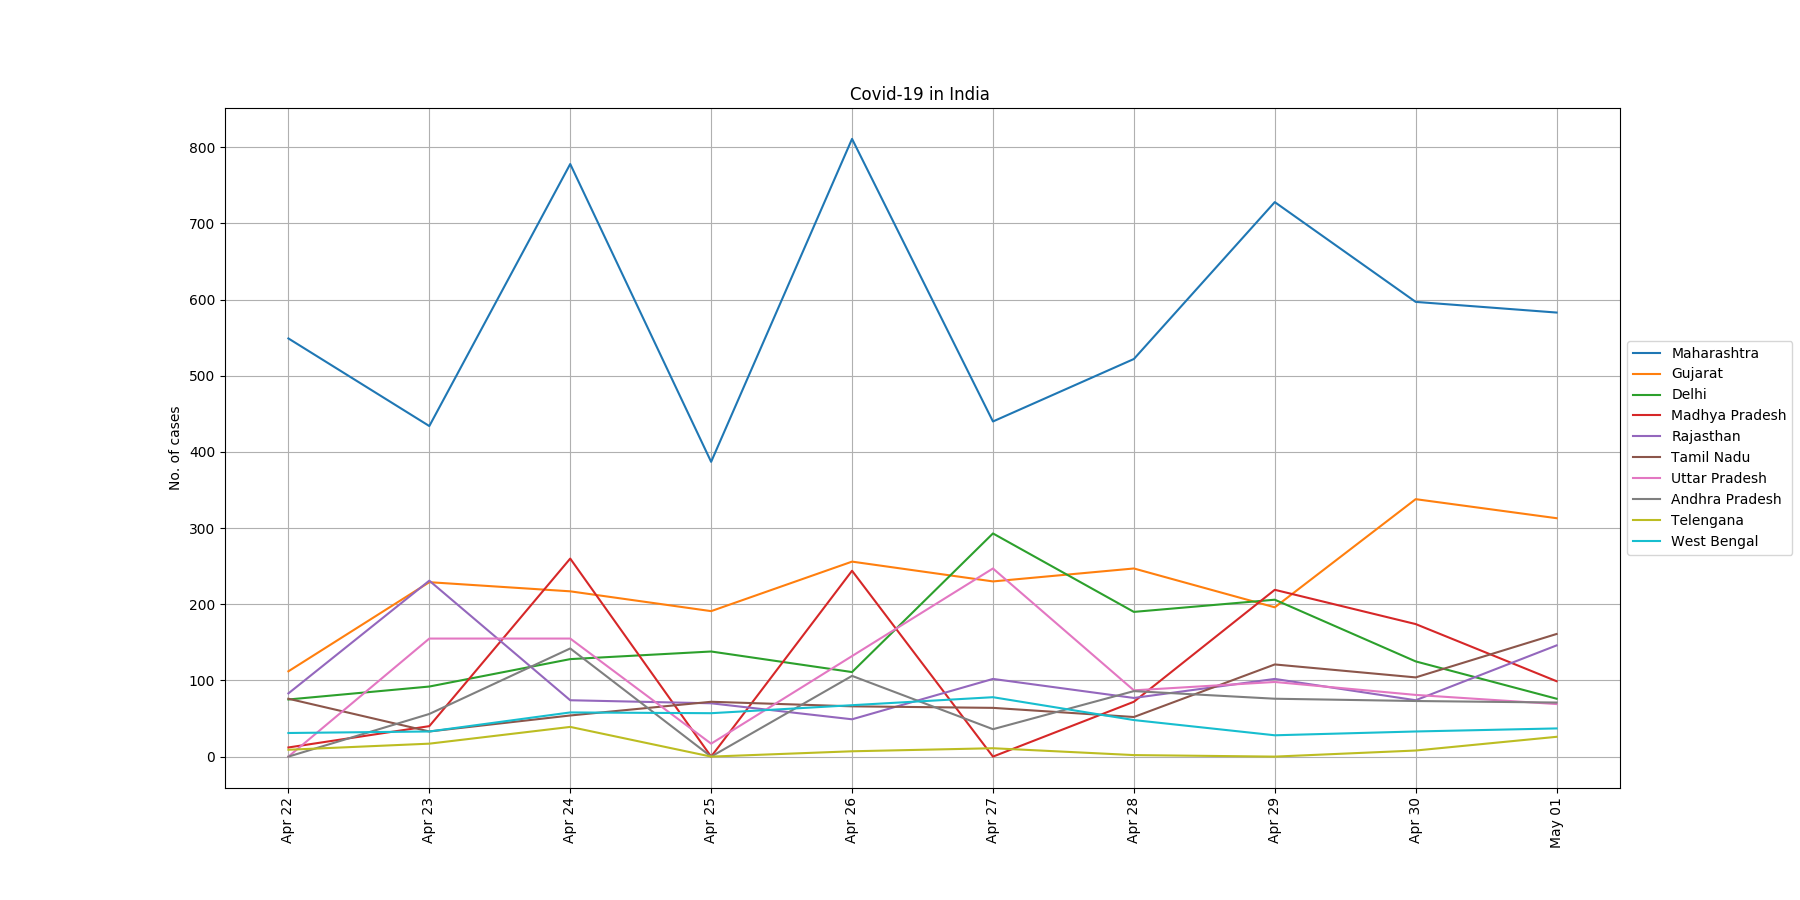 Covid-19 in India
No. of cases
800
700
600
500
400
300
200
100
0
Apr 22
Apr 23
Apr 24
Apr 25
Apr 26
Apr 27
Apr 28
Apr 29
Apr 30
May 01
Maharashtra
Gujarat
Delhi
Madhya Pradesh
Rajasthan
Tamil Nadu
Uttar Pradesh
Andhra Pradesh
Telengana
West Bengal